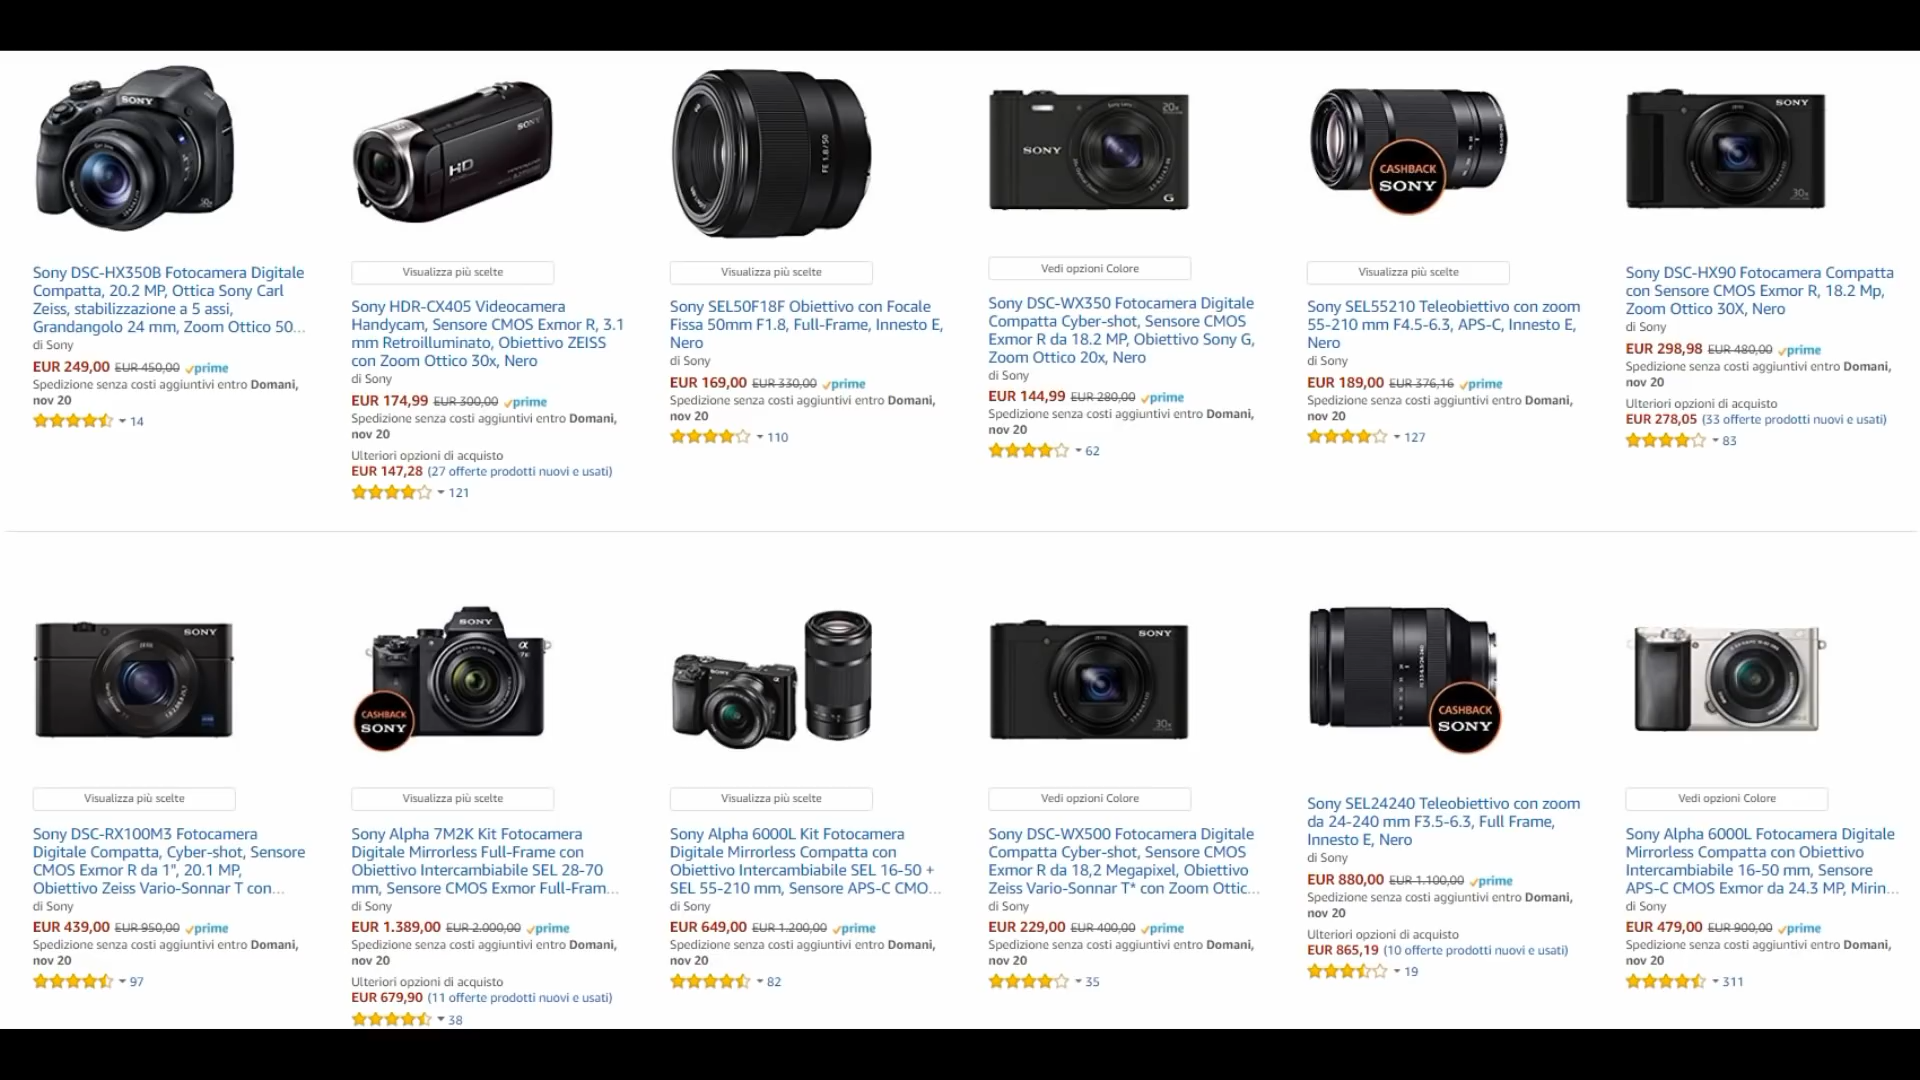 SONY
SONY
HD
FE 1.8/50
SONY
20x
G
CASHBACK
SONY
SONY
30x
Sony DSC-HX350B Fotocamera Digitale
Compatta, 20.2 MP, Ottica Sony Carl
Zeiss, stabilizzazione a 5 assi,
Grandangolo 24 mm, Zoom Ottico 50...
di Sony
EUR 249,00 EUR 450,00 prime
Spedizione senza costi aggiuntivi entro Domani,
nov 20
14
Visualizza più scelte
Sony HDR-CX405 Videocamera
Handycam, Sensore CMOS Exmor R, 3.1
mm Retroilluminato, Obiettivo ZEISS
con Zoom Ottico 30x, Nero
di Sony
EUR 174,99 EUR 300,00 prime
Spedizione senza costi aggiuntivi entro Domani,
nov 20
Ulteriori opzioni di acquisto
EUR 147,28 (27 offerte prodotti nuovi e usati)
121
Visualizza più scelte
Sony SEL50F18F Obiettivo con Focale
Fissa 50mm F1.8, Full-Frame, Innesto E,
Nero
di Sony
EUR 169,00 EUR 330,00 prime
Spedizione senza costi aggiuntivi entro Domani,
nov 20
110
Vedi opzioni Colore
Sony DSC-WX350 Fotocamera Digitale
Compatta Cyber-shot, Sensore CMOS
Exmor R da 18.2 MP, Obiettivo Sony G,
Zoom Ottico 20x, Nero
di Sony
EUR 144,99 EUR 280,00 prime
Spedizione senza costi aggiuntivi entro Domani,
nov 20
62
Visualizza più scelte
Sony SEL55210 Teleobiettivo con zoom
55-210 mm F4.5-6.3, APS-C, Innesto E,
Nero
di Sony
EUR 189,00 EUR 376,16 prime
Spedizione senza costi aggiuntivi entro Domani,
nov 20
127
Sony DSC-HX90 Fotocamera Compatta
con Sensore CMOS Exmor R, 18.2 Mp,
Zoom Ottico 30X, Nero
di Sony
EUR 298,98 EUR 480,00 prime
Spedizione senza costi aggiuntivi entro Domani,
nov 20
Ulteriori opzioni di acquisto
EUR 278,05 (33 offerte prodotti nuovi e usati)
83
SONY
SONY
α
CASHBACK
SONY
SONY
SONY
30x
CASHBACK
SONY
Visualizza più scelte
Sony DSC-RX100M3 Fotocamera
Digitale Compatta, Cyber-shot, Sensore
CMOS Exmor R da 1", 20.1 MP,
Obiettivo Zeiss Vario-Sonnar T con...
di Sony
EUR 439,00 EUR 950,00 prime
Spedizione senza costi aggiuntivi entro Domani,
nov 20
97
Visualizza più scelte
Sony Alpha 7M2K Kit Fotocamera
Digitale Mirrorless Full-Frame con
Obiettivo Intercambiabile SEL 28-70
mm, Sensore CMOS Exmor Full-Fram...
di Sony
EUR 1.389,00 EUR 2.000,00 prime
Spedizione senza costi aggiuntivi entro Domani,
nov 20
Ulteriori opzioni di acquisto
EUR 679,90 (11 offerte prodotti nuovi e usati)
38
Visualizza più scelte
Sony Alpha 6000L Kit Fotocamera
Digitale Mirrorless Compatta con
Obiettivo Intercambiabile SEL 16-50 +
SEL 55-210 mm, Sensore APS-C CMO...
di Sony
EUR 649,00 EUR 1.200,00 prime
Spedizione senza costi aggiuntivi entro Domani,
nov 20
82
Vedi opzioni Colore
Sony DSC-WX500 Fotocamera Digitale
Compatta Cyber-shot, Sensore CMOS
Exmor R da 18,2 Megapixel, Obiettivo
Zeiss Vario-Sonnar T* con Zoom Ottic...
di Sony
EUR 229,00 EUR 400,00 prime
Spedizione senza costi aggiuntivi entro Domani,
nov 20
35
Sony SEL24240 Teleobiettivo con zoom
da 24-240 mm F3.5-6.3, Full Frame,
Innesto E, Nero
di Sony
EUR 880,00 EUR 1.100,00 prime
Spedizione senza costi aggiuntivi entro Domani,
nov 20
Ulteriori opzioni di acquisto
EUR 865,19 (10 offerte prodotti nuovi e usati)
19
Vedi opzioni Colore
Sony Alpha 6000L Fotocamera Digitale
Mirrorless Compatta con Obiettivo
Intercambiabile 16-50 mm, Sensore
APS-C CMOS Exmor da 24.3 MP, Mirin...
di Sony
EUR 479,00 EUR 900,00 prime
Spedizione senza costi aggiuntivi entro Domani,
nov 20
311